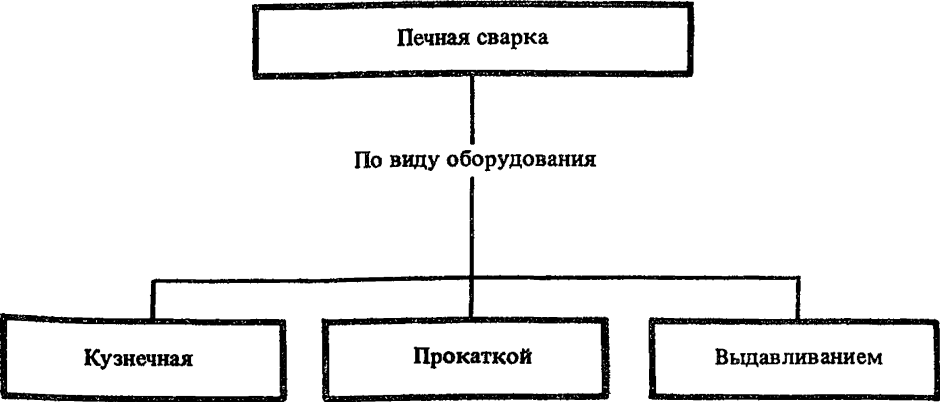 Печная сварка
По виду оборудования
Кузнечная
Прокаткой
Выдавливанием